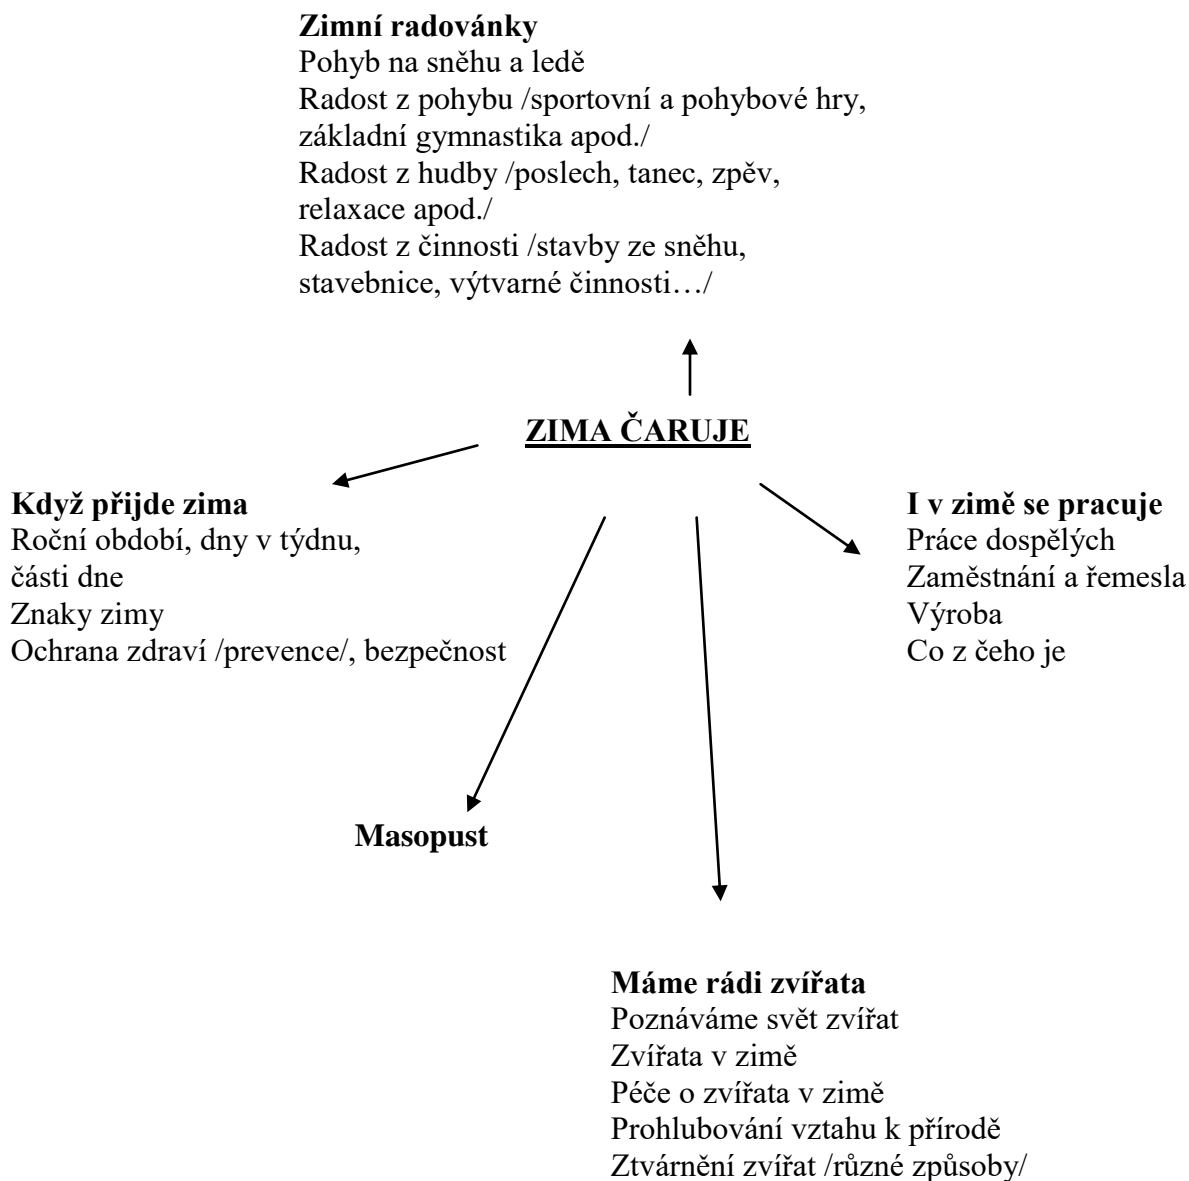 Zimní radovánky
Pohyb na sněhu a ledě
Radost z pohybu /sportovní a pohybové hry,
základní gymnastika apod./
Radost z hudby /poslech, tanec, zpěv,
relaxace apod./
Radost z činnosti /stavby ze sněhu,
stavebnice, výtvarné činnosti…/
ZIMA ČARUJE
Když přijde zima
Roční období, dny v týdnu,
části dne
Znaky zimy
Ochrana zdraví /prevence/, bezpečnost
I v zimě se pracuje
Práce dospělých
Zaměstnání a řemesla
Výroba
Co z čeho je
Masopust
Máme rádi zvířata
Poznáváme svět zvířat
Zvířata v zimě
Péče o zvířata v zimě
Prohlubování vztahu k přírodě
Ztvárnění zvířat /různé způsoby/